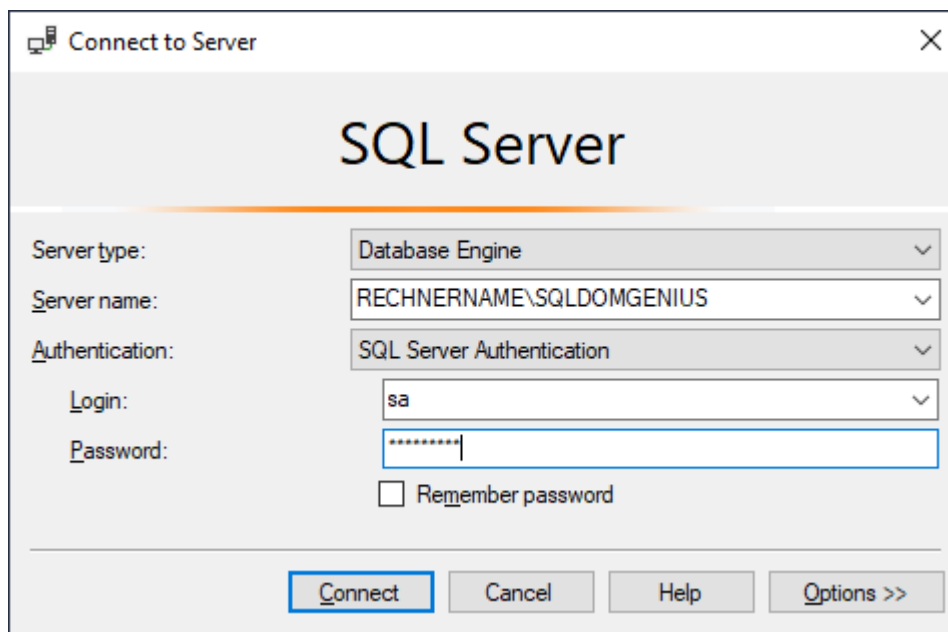 Connect to Server
SQL Server
Server type: Database Engine
Server name: RECHNERNAME\SQLDOMGENIUS
Authentication: SQL Server Authentication
Login: sa
Password: *********
Remember password
Connect Cancel Help Options >>